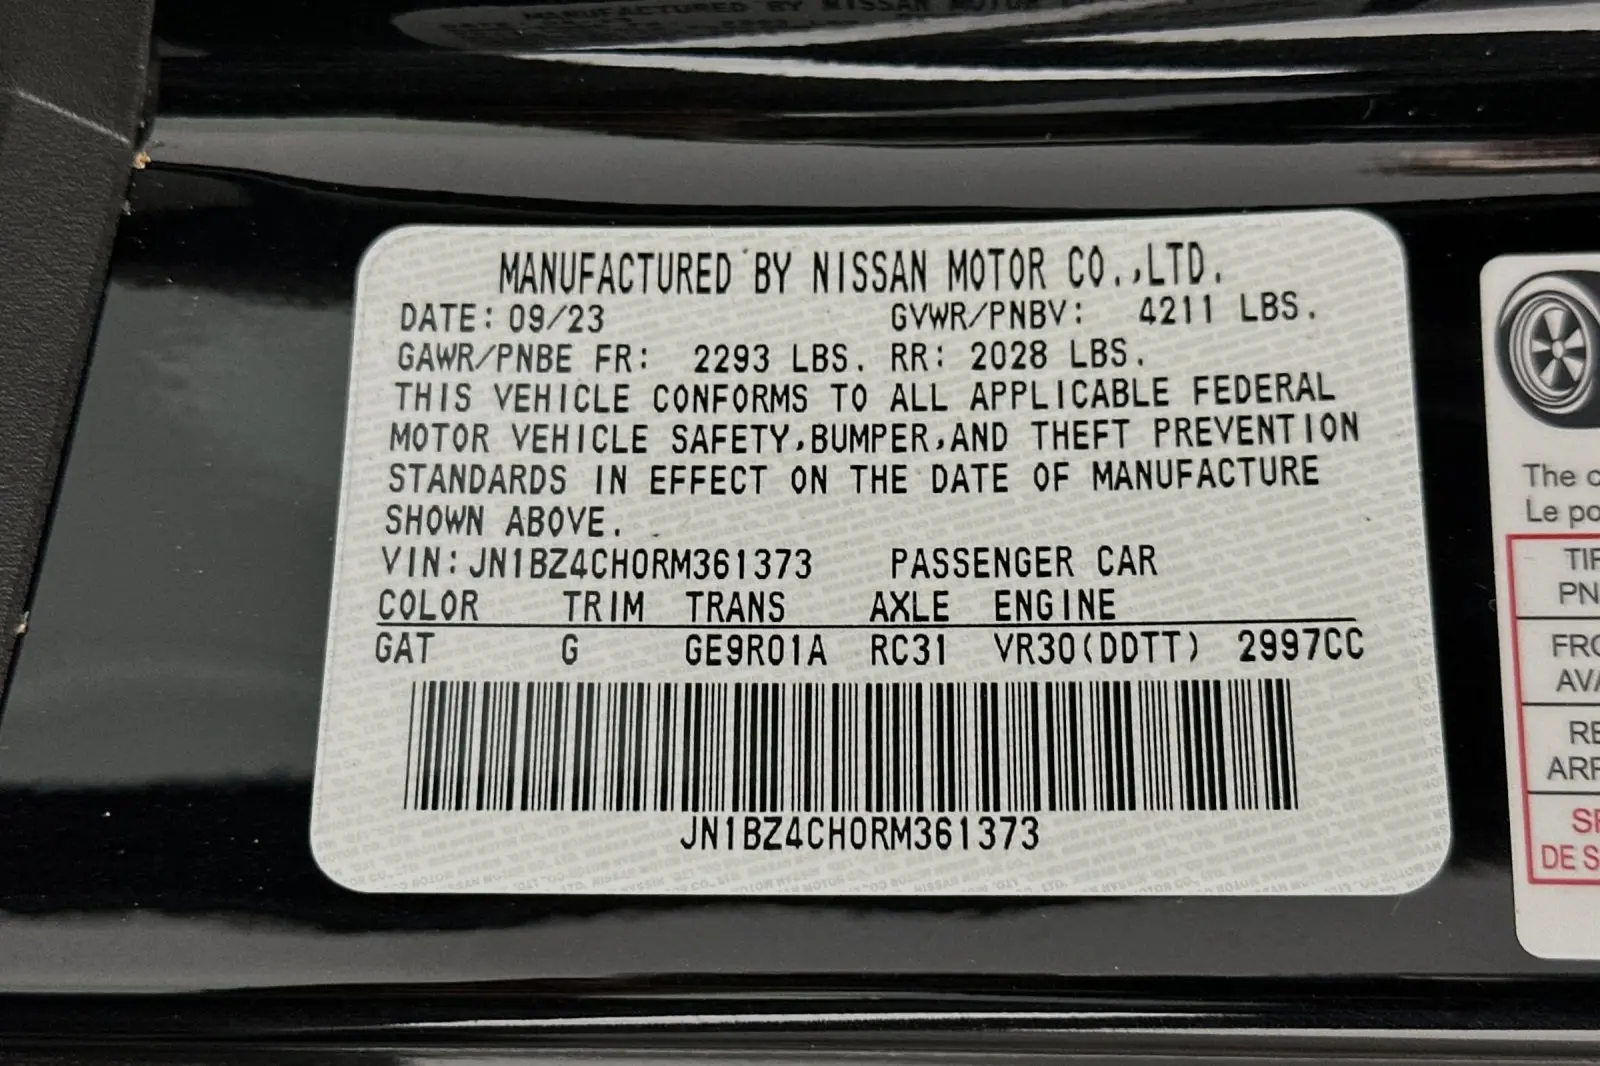 MANUFACTURED BY NISSAN MOTOR CO.,LTD.
DATE: 09/23 GVWR/PNBV: 4211 LBS.
GAWR/PNBE FR: 2293 LBS. RR: 2028 LBS.
THIS VEHICLE CONFORMS TO ALL APPLICABLE FEDERAL
MOTOR VEHICLE SAFETY,BUMPER,AND THEFT PREVENTION
STANDARDS IN EFFECT ON THE DATE OF MANUFACTURE
SHOWN ABOVE.
VIN:JN1BZ4CH0RM361373 PASSENGER CAR
COLOR TRIM TRANS AXLE ENGINE
GAT G GE9R01A RC31 VR30(DDTT) 2997CC
JN1BZ4CH0RM361373
The
Le
DE